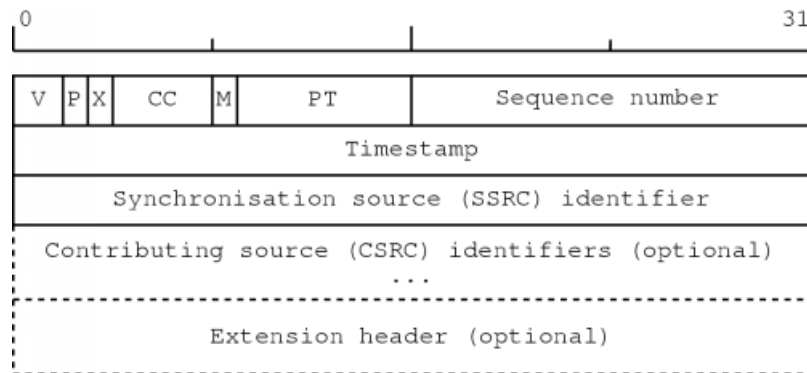 0 31
V P X CC M PT Sequence number
Timestamp
Synchronisation source (SSRC) identifier
Contributing source (CSRC) identifiers (optional)
...
Extension header (optional)